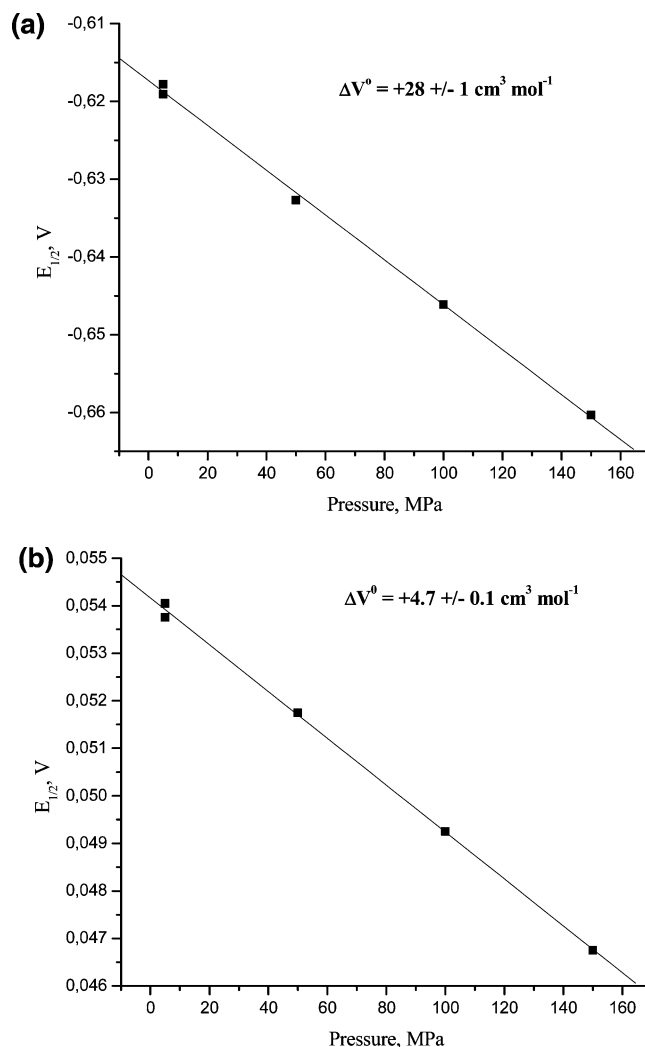 (a)
-0,61
-0,62
-0,63
-0,64
-0,65
-0,66
E1/2, V
ΔV° = +28 +/- 1 cm³ mol⁻¹
0 20 40 60 80 100 120 140 160
Pressure, MPa
(b)
0,055
0,054
0,053
0,052
0,051
0,050
0,049
0,048
0,047
0,046
E1/2, V
ΔV⁰ = +4.7 +/- 0.1 cm³ mol⁻¹
0 20 40 60 80 100 120 140 160
Pressure, MPa